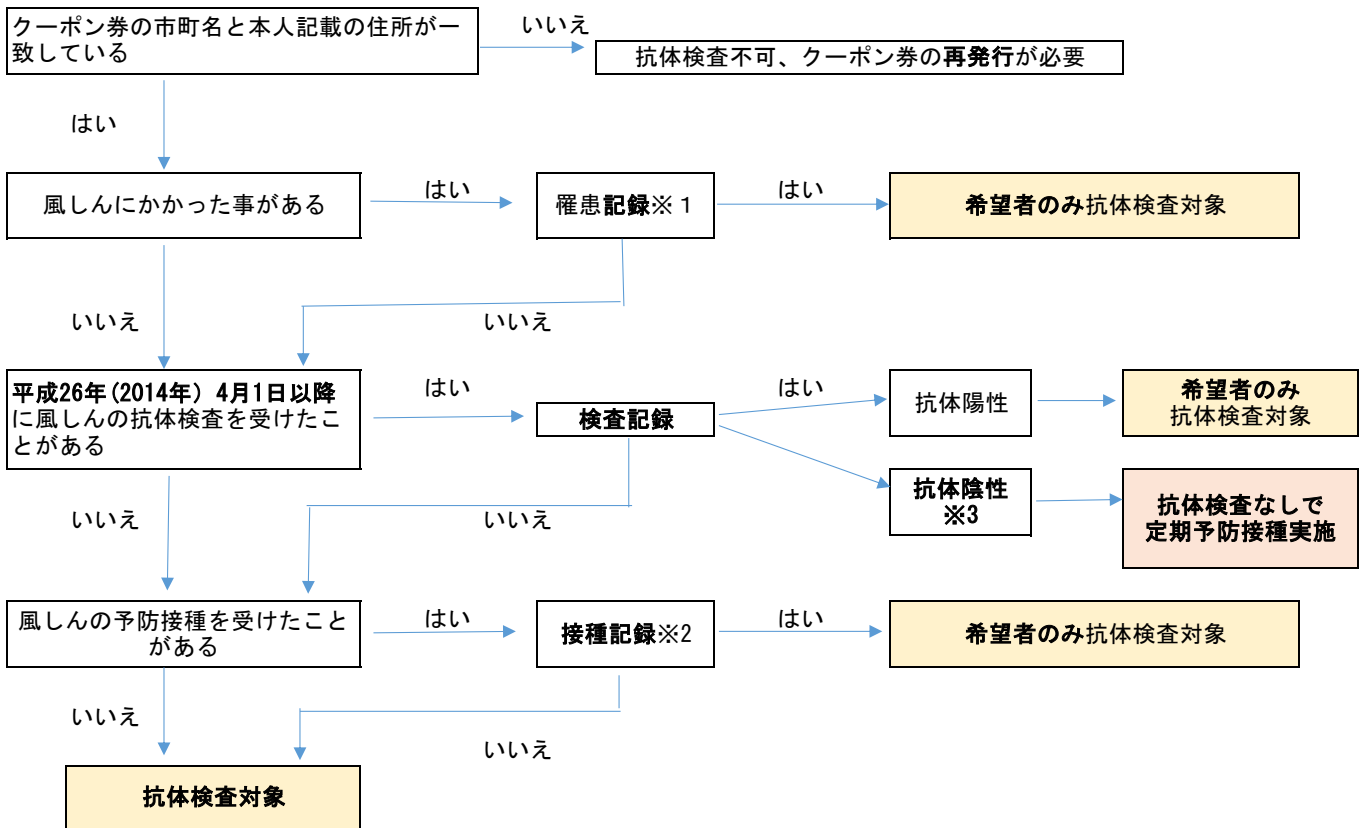 クーポン券の市町名と本人記載の住所が一
致している
いいえ
抗体検査不可、クーポン券の再発行が必要
はい
風しんにかかった事がある
はい
罹患記録※１
はい
希望者のみ抗体検査対象
いいえ
いいえ
平成26年(2014年）4月1日以降
に風しんの抗体検査を受けたこ
とがある
はい
検査記録
はい
抗体陽性
希望者のみ
抗体検査対象
抗体陰性
※3
抗体検査なしで
定期予防接種実施
いいえ
いいえ
風しんの予防接種を受けたこと
がある
はい
接種記録※2
はい
希望者のみ抗体検査対象
いいえ
いいえ
抗体検査対象